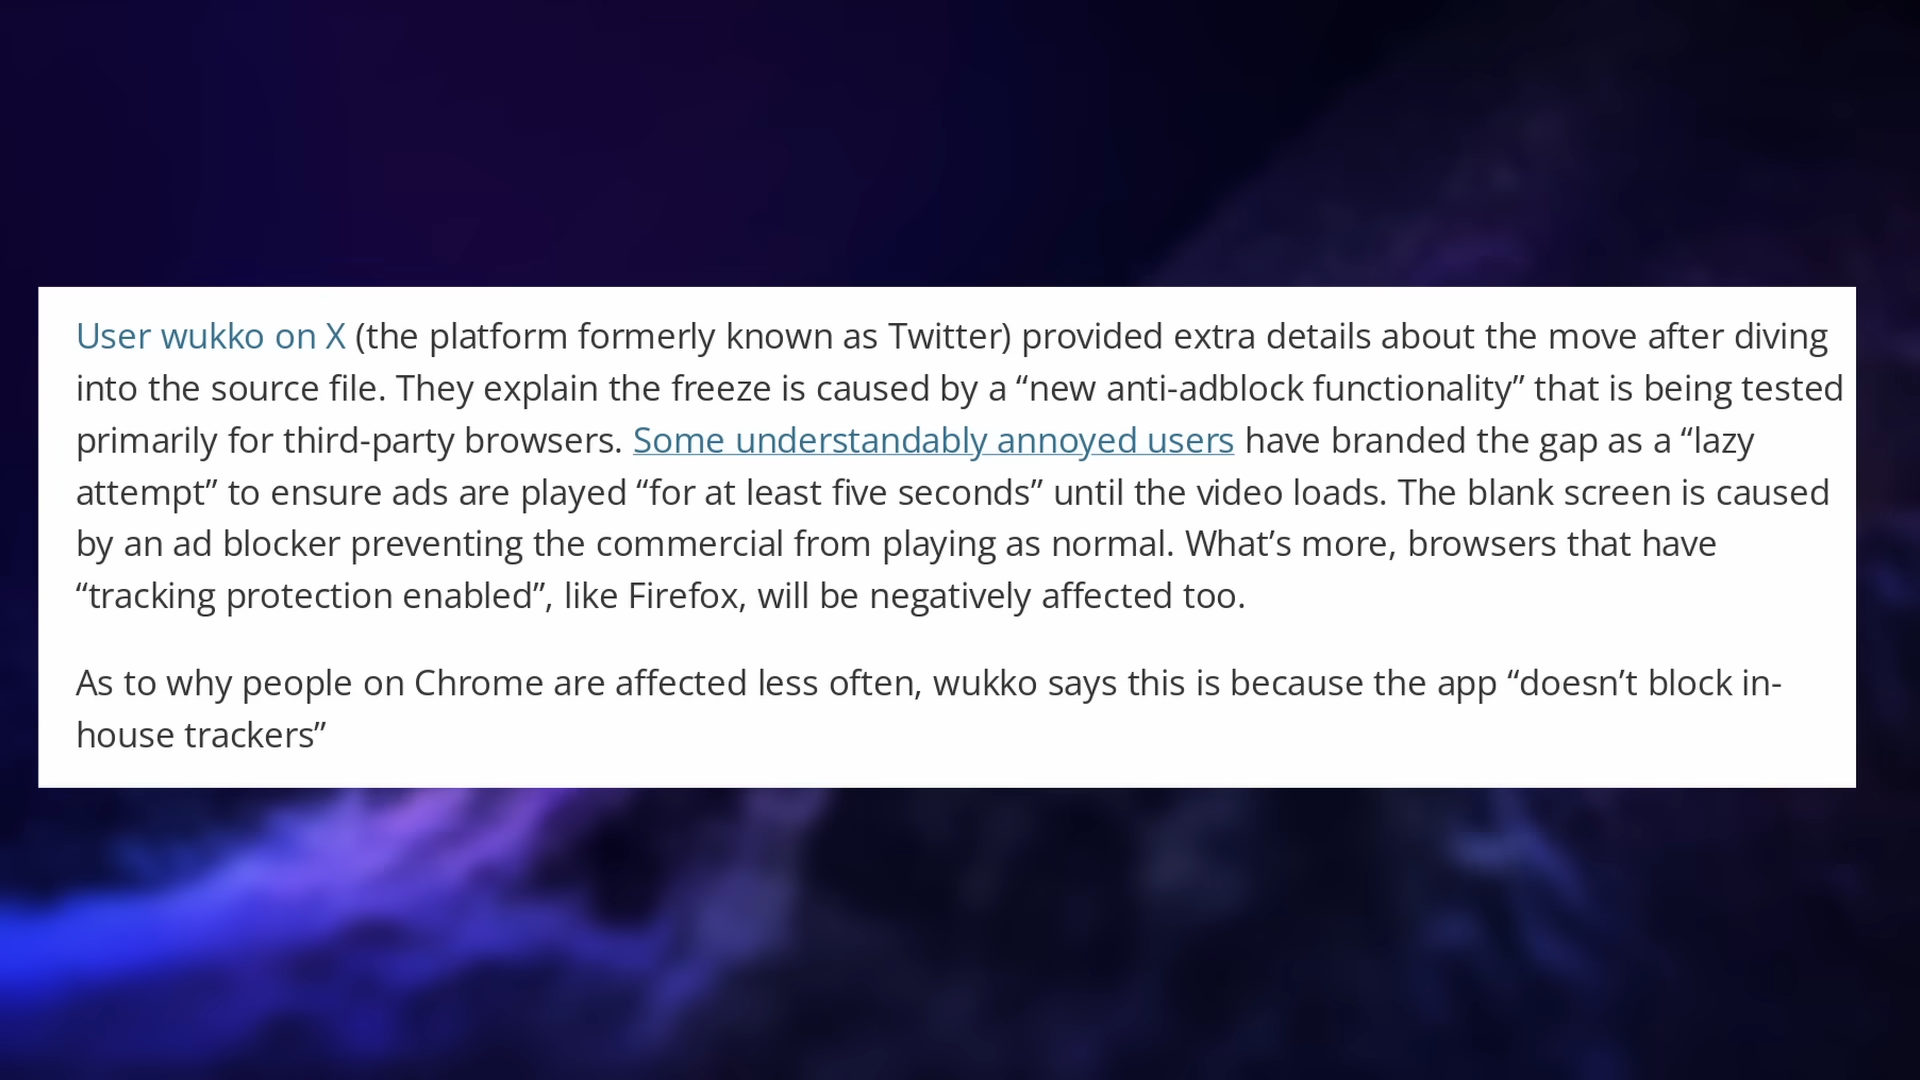 User wukko on X (the platform formerly known as Twitter) provided extra details about the move after diving
into the source file. They explain the freeze is caused by a “new anti-adblock functionality” that is being tested
primarily for third-party browsers. Some understandably annoyed users have branded the gap as a “lazy
attempt” to ensure ads are played “for at least five seconds” until the video loads. The blank screen is caused
by an ad blocker preventing the commercial from playing as normal. What’s more, browsers that have
“tracking protection enabled”, like Firefox, will be negatively affected too.
As to why people on Chrome are affected less often, wukko says this is because the app “doesn’t block in-
house trackers”